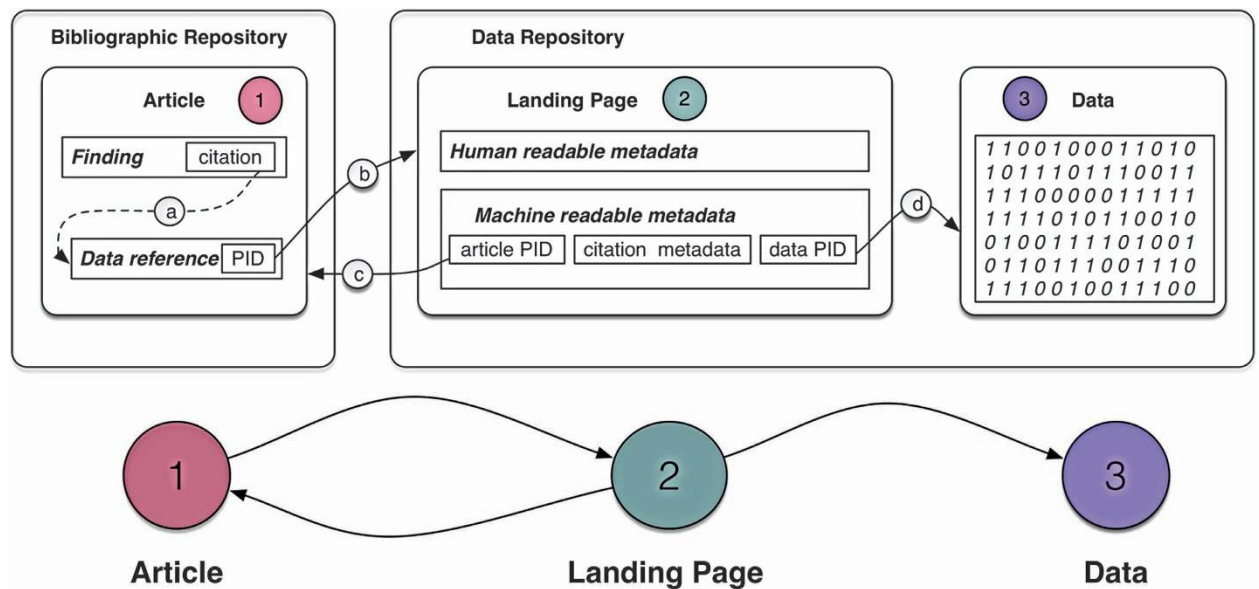 Bibliographic Repository
Article 1
Finding citation
a
Data reference PID
b
c
Data Repository
Landing Page 2
Human readable metadata
Machine readable metadata
article PID citation metadata data PID
d
3 Data
1 1 0 0 1 0 0 0 1 1 0 1 0
1 0 1 1 1 0 1 1 1 0 0 1 1
1 1 1 0 0 0 0 0 1 1 1 1 1
1 1 1 1 0 1 0 1 1 0 0 1 0
0 1 0 0 1 1 1 1 0 1 0 0 1
0 1 1 0 1 1 1 0 0 1 1 1 0
1 1 1 0 0 1 0 0 1 1 1 0 0
1 2 3
Article Landing Page Data